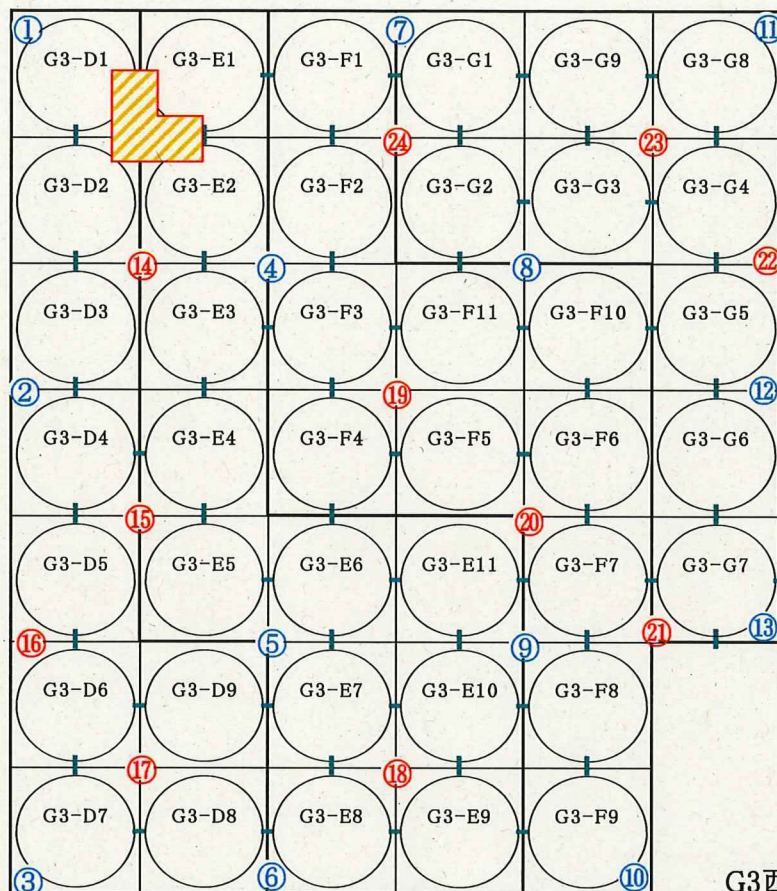 ① ⑦ ⑪
G3-D1 G3-E1 G3-F1 G3-G1 G3-G9 G3-G8
㉔ ㉓
G3-D2 G3-E2 G3-F2 G3-G2 G3-G3 G3-G4
⑭ ④ ⑧ ㉒
G3-D3 G3-E3 G3-F3 G3-F11 G3-F10 G3-G5
② ⑲ ⑫
G3-D4 G3-E4 G3-F4 G3-F5 G3-F6 G3-G6
⑮ ⑳
G3-D5 G3-E5 G3-E6 G3-E11 G3-F7 G3-G7
⑯ ⑤ ⑨ ㉑ ⑬
G3-D6 G3-D9 G3-E7 G3-E10 G3-F8
⑰ ⑱
G3-D7 G3-D8 G3-E8 G3-E9 G3-F9
③ ⑥ ⑩ G3西